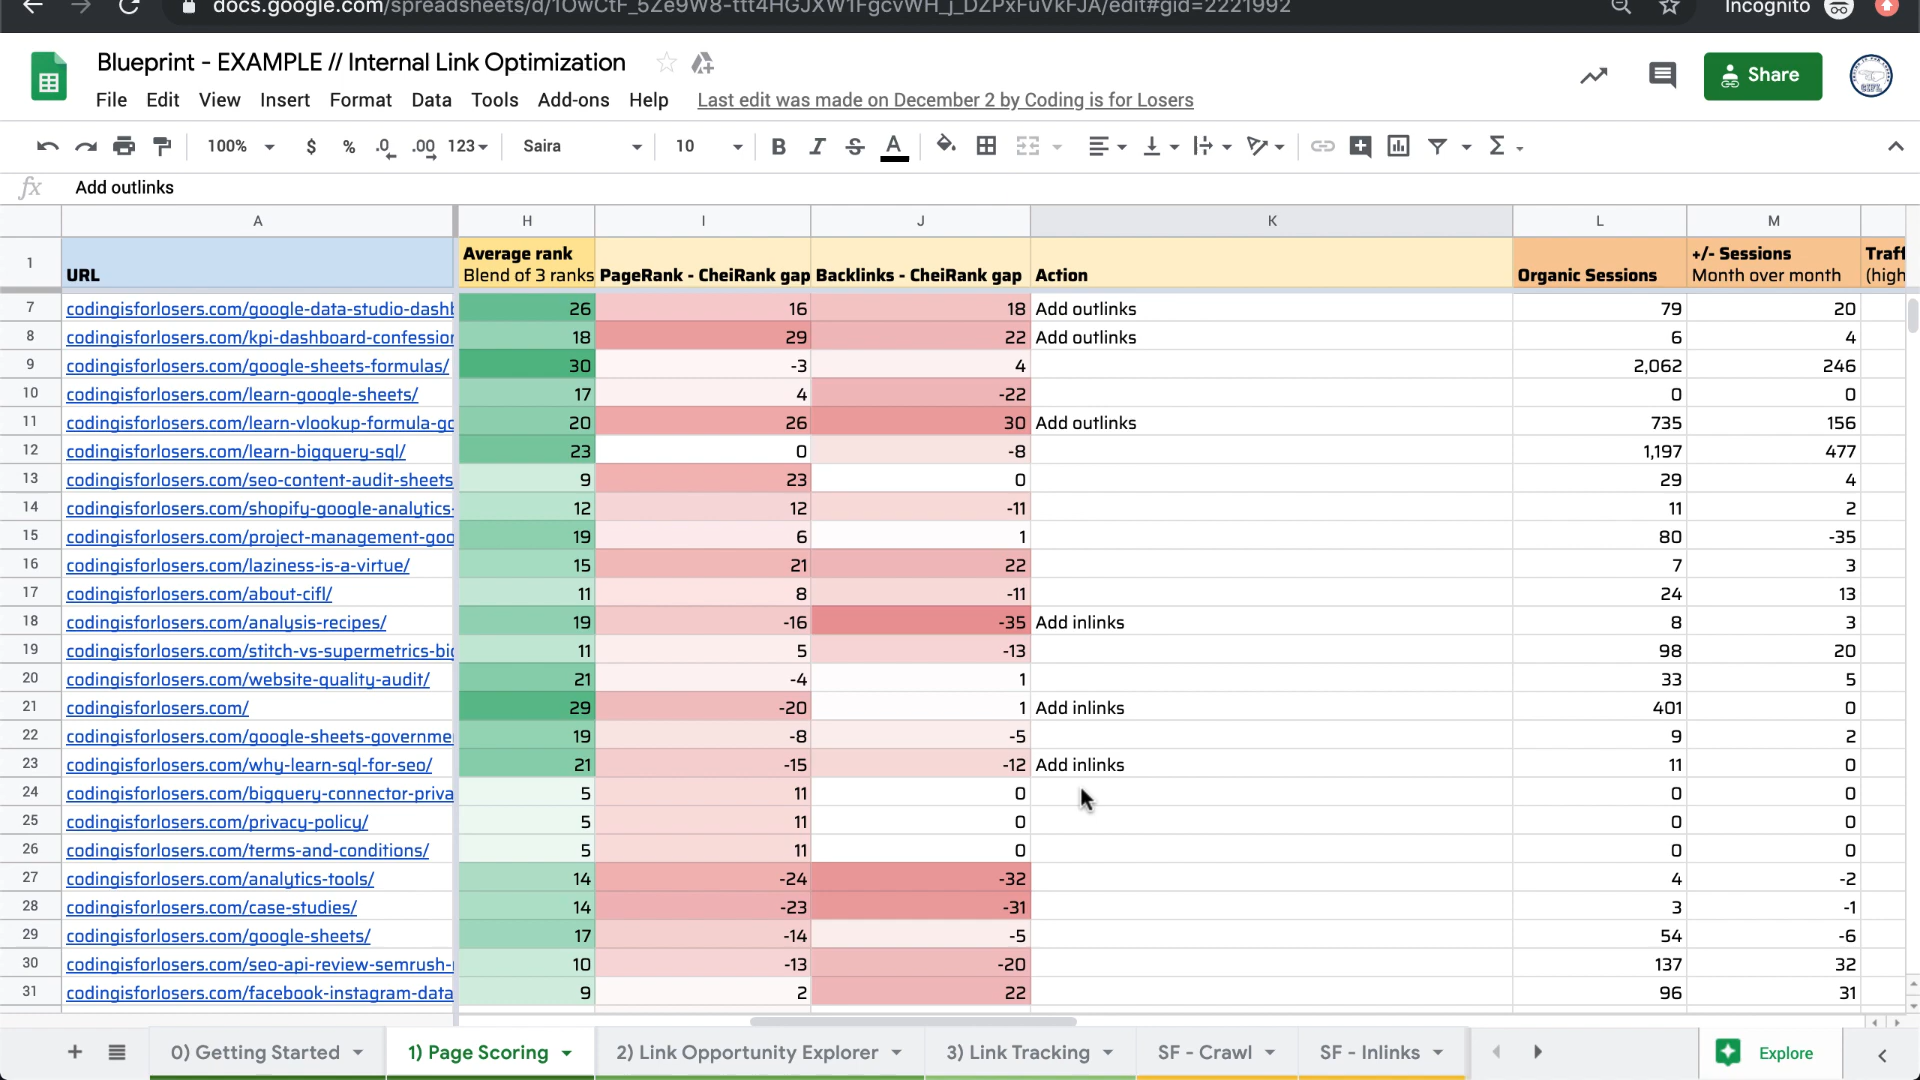 docs.google.com/spreadsheets/d/1OwCtF_5Ze9W8-ttt4HGJXW1FgcvWH_j_DZPxFuVkFJA/edit#gid=2221992
Incognito
Blueprint - EXAMPLE // Internal Link Optimization
Share
File Edit View Insert Format Data Tools Add-ons Help Last edit was made on December 2 by Coding is for Losers
100% $ % .0 .00 123 Saira 10 B I S A
fx Add outlinks
A H I J K L M
1 URL Average rank Blend of 3 ranks PageRank - CheiRank gap Backlinks - CheiRank gap Action Organic Sessions +/- Sessions Month over month Traff (high
7 codingisforlosers.com/google-data-studio-dashb 26 16 18 Add outlinks 79 20
8 codingisforlosers.com/kpi-dashboard-confession 18 29 22 Add outlinks 6 4
9 codingisforlosers.com/google-sheets-formulas/ 30 -3 4 2,062 246
10 codingisforlosers.com/learn-google-sheets/ 17 4 -22 0 0
11 codingisforlosers.com/learn-vlookup-formula-go 20 26 30 Add outlinks 735 156
12 codingisforlosers.com/learn-bigquery-sql/ 23 0 -8 1,197 477
13 codingisforlosers.com/seo-content-audit-sheets 9 23 0 29 4
14 codingisforlosers.com/shopify-google-analytics- 12 12 -11 11 2
15 codingisforlosers.com/project-management-goo 19 6 1 80 -35
16 codingisforlosers.com/laziness-is-a-virtue/ 15 21 22 7 3
17 codingisforlosers.com/about-cifl/ 11 8 -11 24 13
18 codingisforlosers.com/analysis-recipes/ 19 -16 -35 Add inlinks 8 3
19 codingisforlosers.com/stitch-vs-supermetrics-big 11 5 -13 98 20
20 codingisforlosers.com/website-quality-audit/ 21 -4 1 33 5
21 codingisforlosers.com/ 29 -20 1 Add inlinks 401 0
22 codingisforlosers.com/google-sheets-governme 19 -8 -5 9 2
23 codingisforlosers.com/why-learn-sql-for-seo/ 21 -15 -12 Add inlinks 11 0
24 codingisforlosers.com/bigquery-connector-priva 5 11 0 0 0
25 codingisforlosers.com/privacy-policy/ 5 11 0 0 0
26 codingisforlosers.com/terms-and-conditions/ 5 11 0 0 0
27 codingisforlosers.com/analytics-tools/ 14 -24 -32 4 -2
28 codingisforlosers.com/case-studies/ 14 -23 -31 3 -1
29 codingisforlosers.com/google-sheets/ 17 -14 -5 54 -6
30 codingisforlosers.com/seo-api-review-semrush- 10 -13 -20 137 32
31 codingisforlosers.com/facebook-instagram-data 9 2 22 96 31
0) Getting Started 1) Page Scoring 2) Link Opportunity Explorer 3) Link Tracking SF - Crawl SF - Inlinks Explore